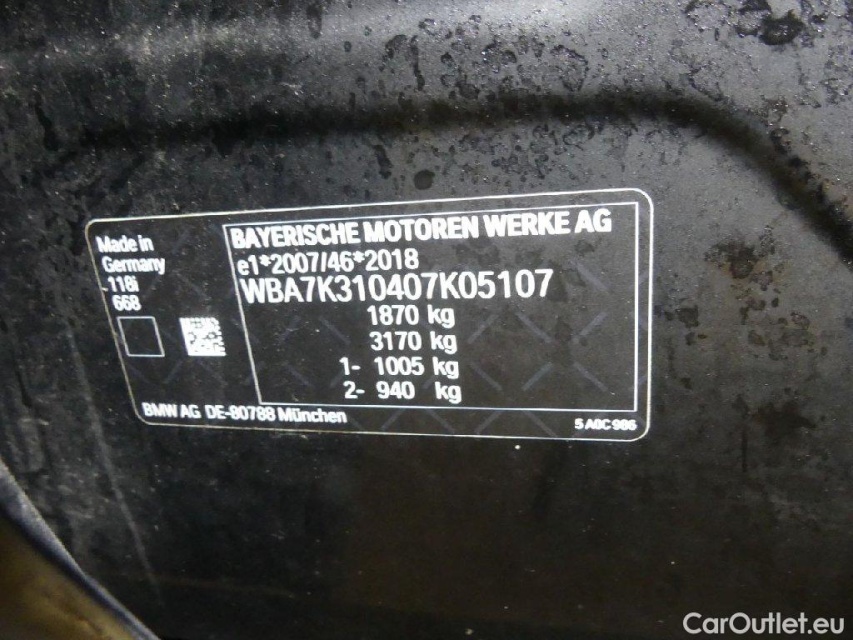 Made in
Germany
118i
668
BAYERISCHE MOTOREN WERKE AG
e1*2007/46*2018
WBA7K310407K05107
1870 kg
3170 kg
1- 1005 kg
2- 940 kg
BMW AG DE-80788 München
5 A0C 986
CarOutlet.eu